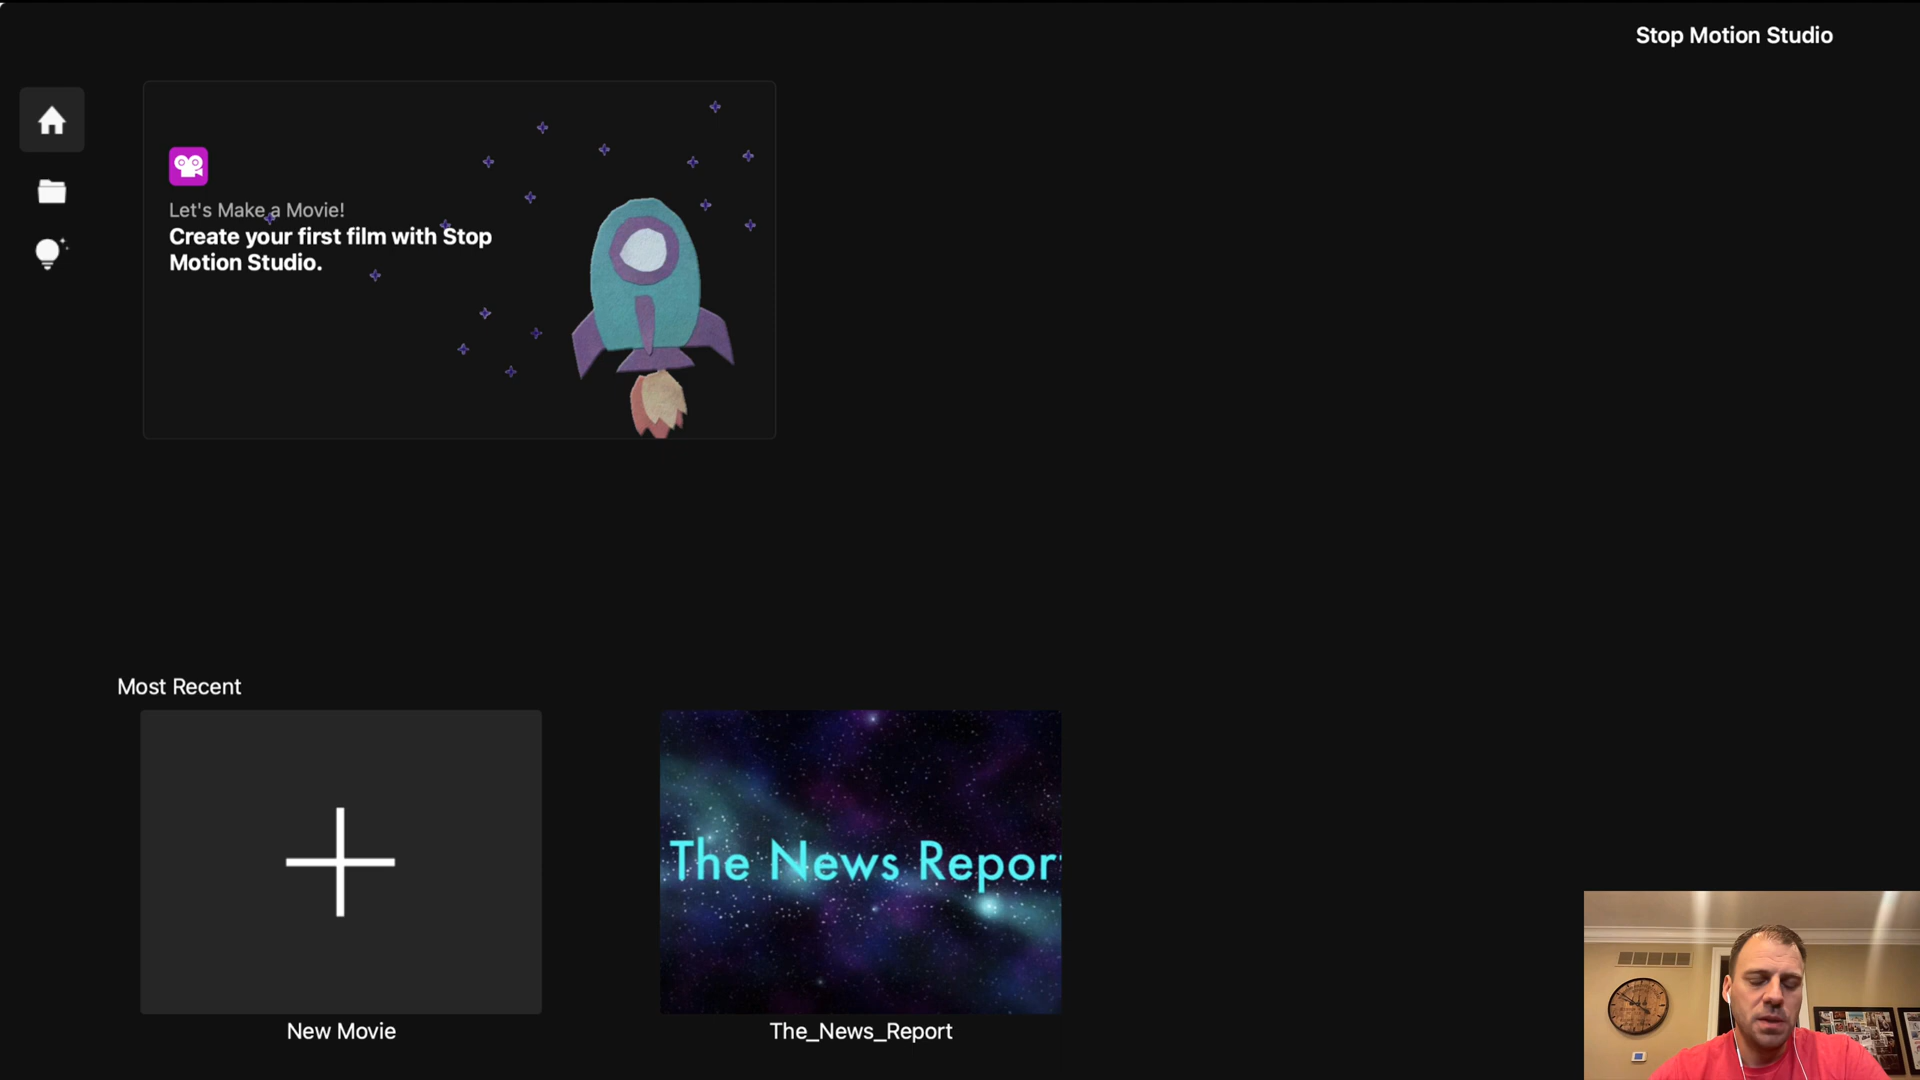 Stop Motion Studio
Let's Make a Movie!
Create your first film with Stop
Motion Studio.
Most Recent
The News Repor
New Movie
The_News_Report